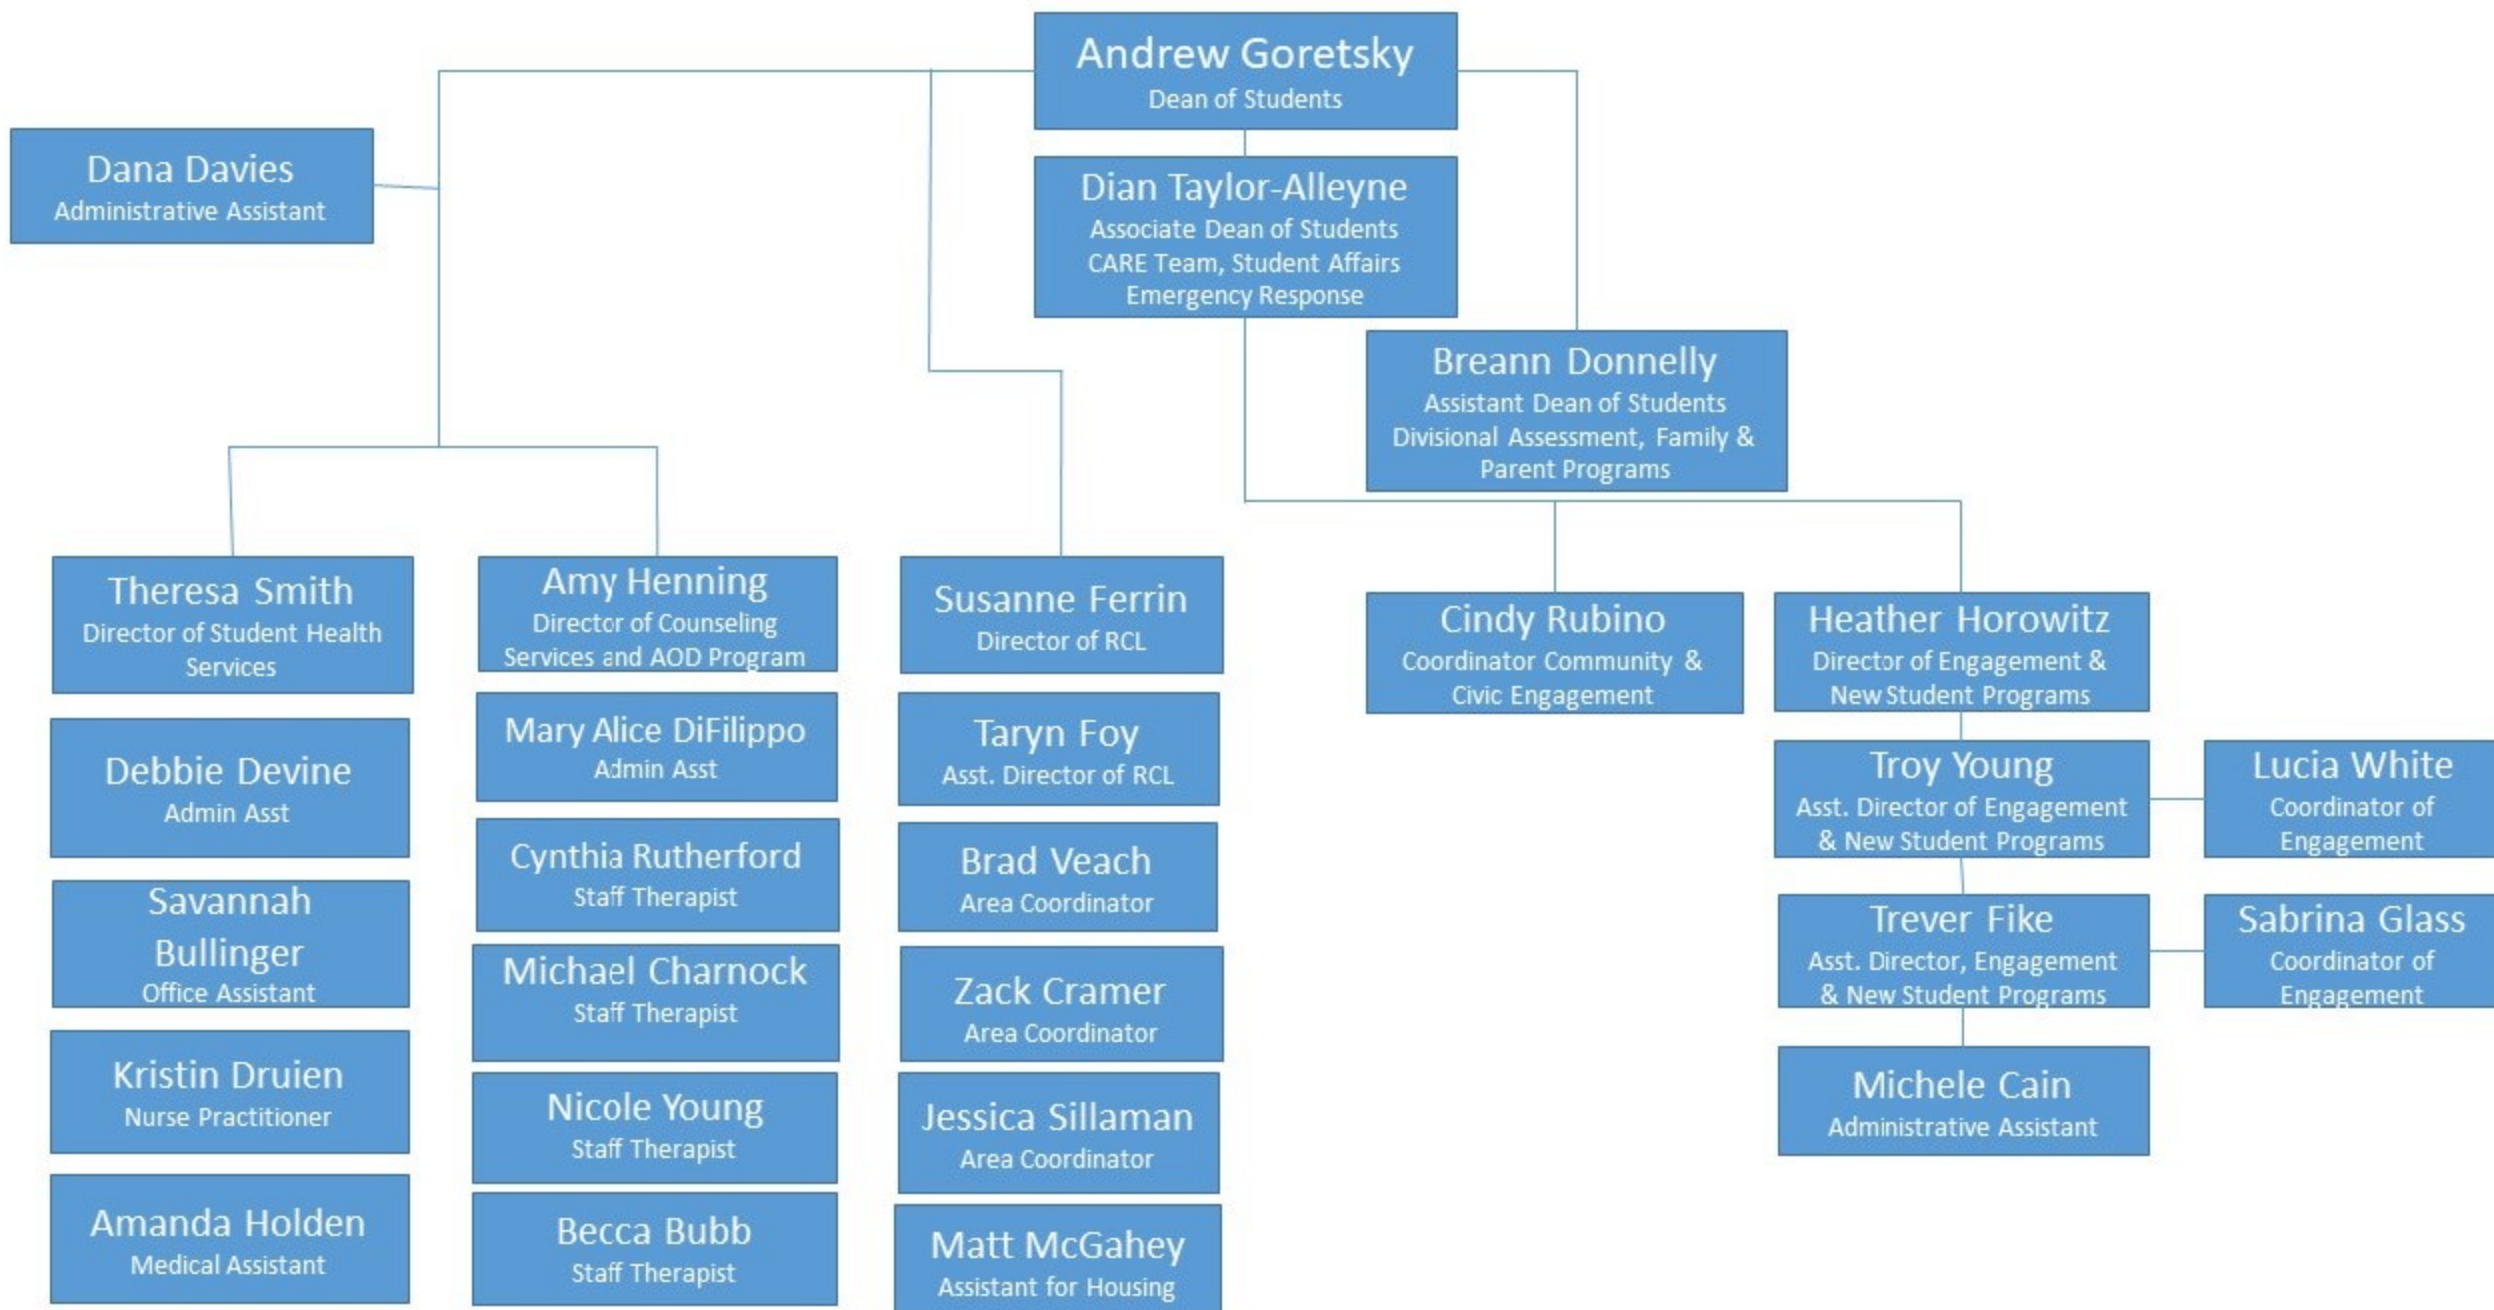 Andrew Goretsky
Dean of Students
Dana Davies
Administrative Assistant
Dian Taylor-Alleyne
Associate Dean of Students
CARE Team, Student Affairs
Emergency Response
Breann Donnelly
Assistant Dean of Students
Divisional Assessment, Family &
Parent Programs
Theresa Smith
Director of Student Health
Services
Debbie Devine
Admin Asst
Savannah
Bullinger
Office Assistant
Kristin Druien
Nurse Practitioner
Amanda Holden
Medical Assistant
Amy Henning
Director of Counseling
Services and AOD Program
Mary Alice DiFilippo
Admin Asst
Cynthia Rutherford
Staff Therapist
Michael Charnock
Staff Therapist
Nicole Young
Staff Therapist
Becca Bubb
Staff Therapist
Susanne Ferrin
Director of RCL
Taryn Foy
Asst. Director of RCL
Brad Veach
Area Coordinator
Zack Cramer
Area Coordinator
Jessica Sillaman
Area Coordinator
Matt McGahey
Assistant for Housing
Cindy Rubino
Coordinator Community &
Civic Engagement
Heather Horowitz
Director of Engagement &
New Student Programs
Troy Young
Asst. Director of Engagement
& New Student Programs
Lucia White
Coordinator of
Engagement
Trever Fike
Asst. Director, Engagement
& New Student Programs
Sabrina Glass
Coordinator of
Engagement
Michele Cain
Administrative Assistant